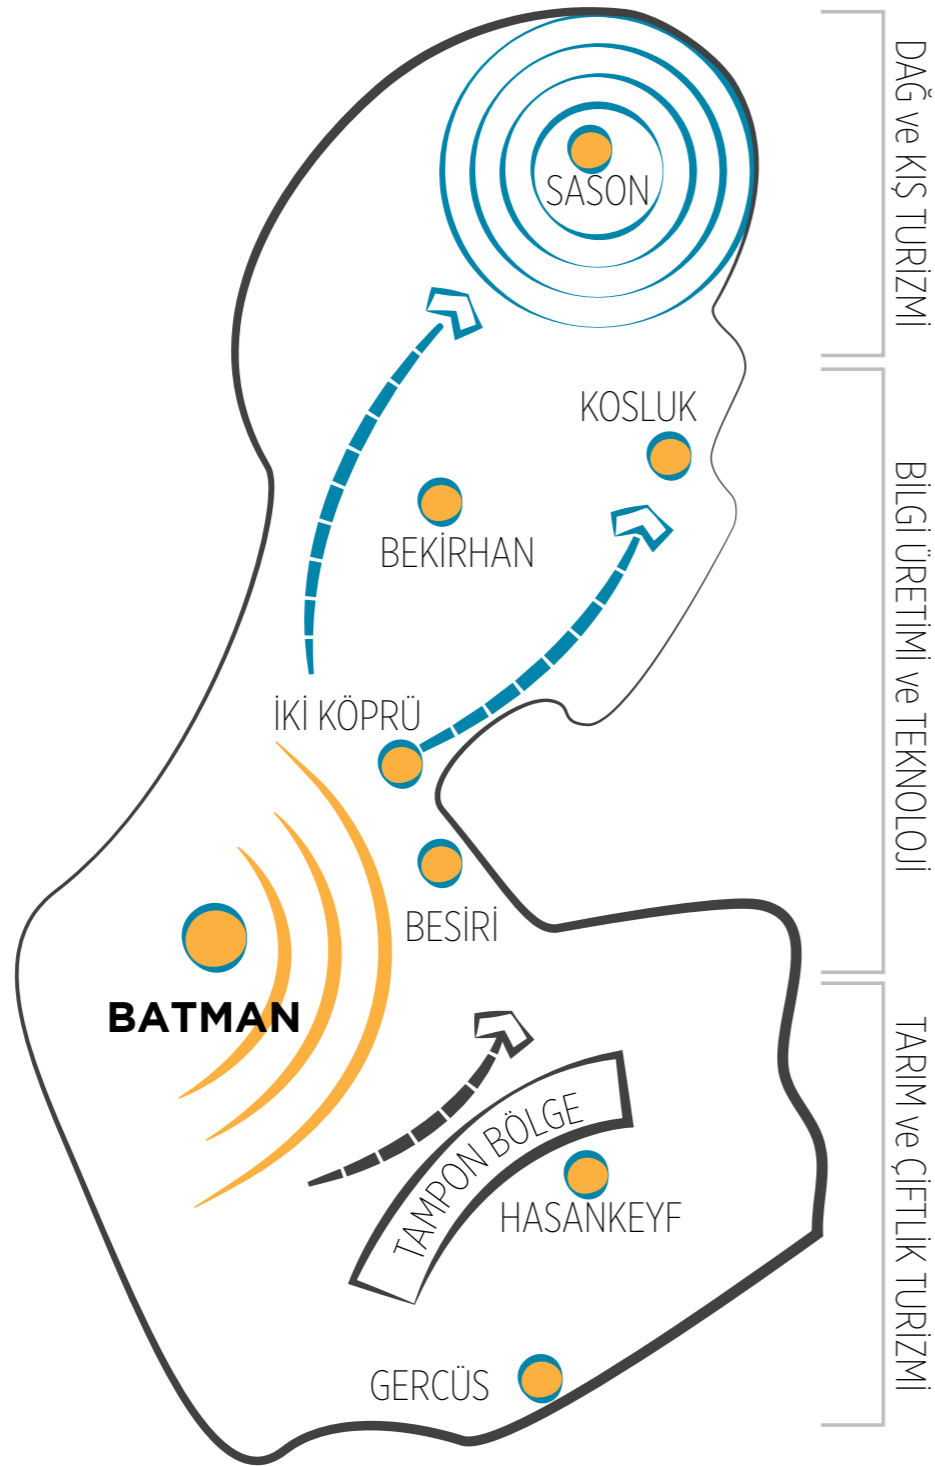 SASON
KOSLUK
BEKİRHAN
İKİ KÖPRÜ
BESİRİ
BATMAN
TAMPON BÖLGE
HASANKEYF
GERCÜS
DAĞ ve KIŞ TURİZMİ
BİLGİ ÜRETİMİ ve TEKNOLOJİ
TARIM ve ÇİFTLİK TURİZMİ